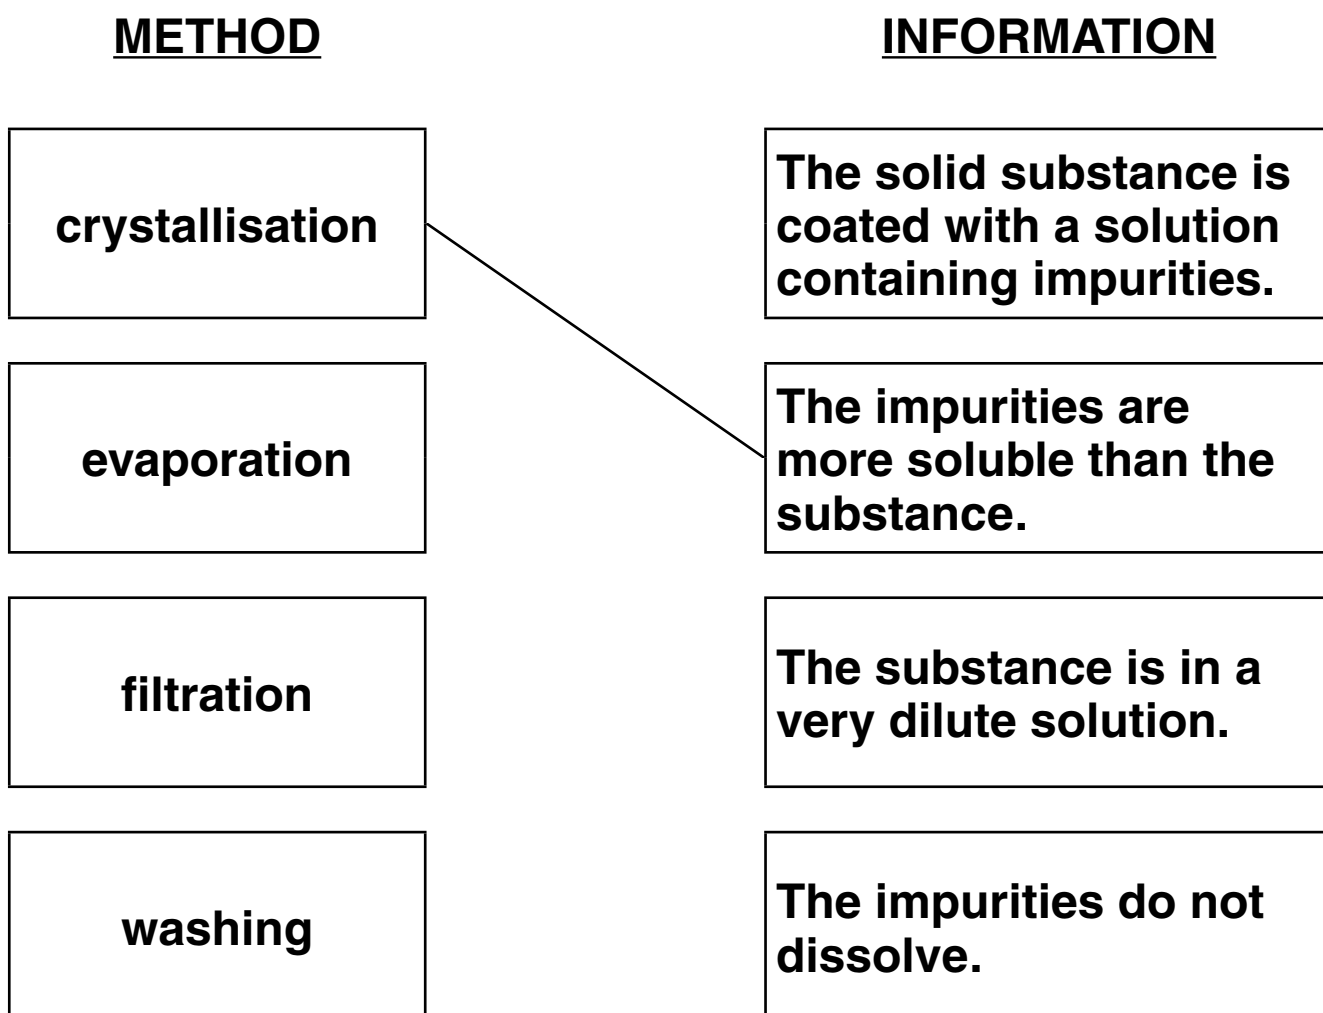 METHOD
INFORMATION
crystallisation
The solid substance is
coated with a solution
containing impurities.
evaporation
The impurities are
more soluble than the
substance.
filtration
The substance is in a
very dilute solution.
washing
The impurities do not
dissolve.